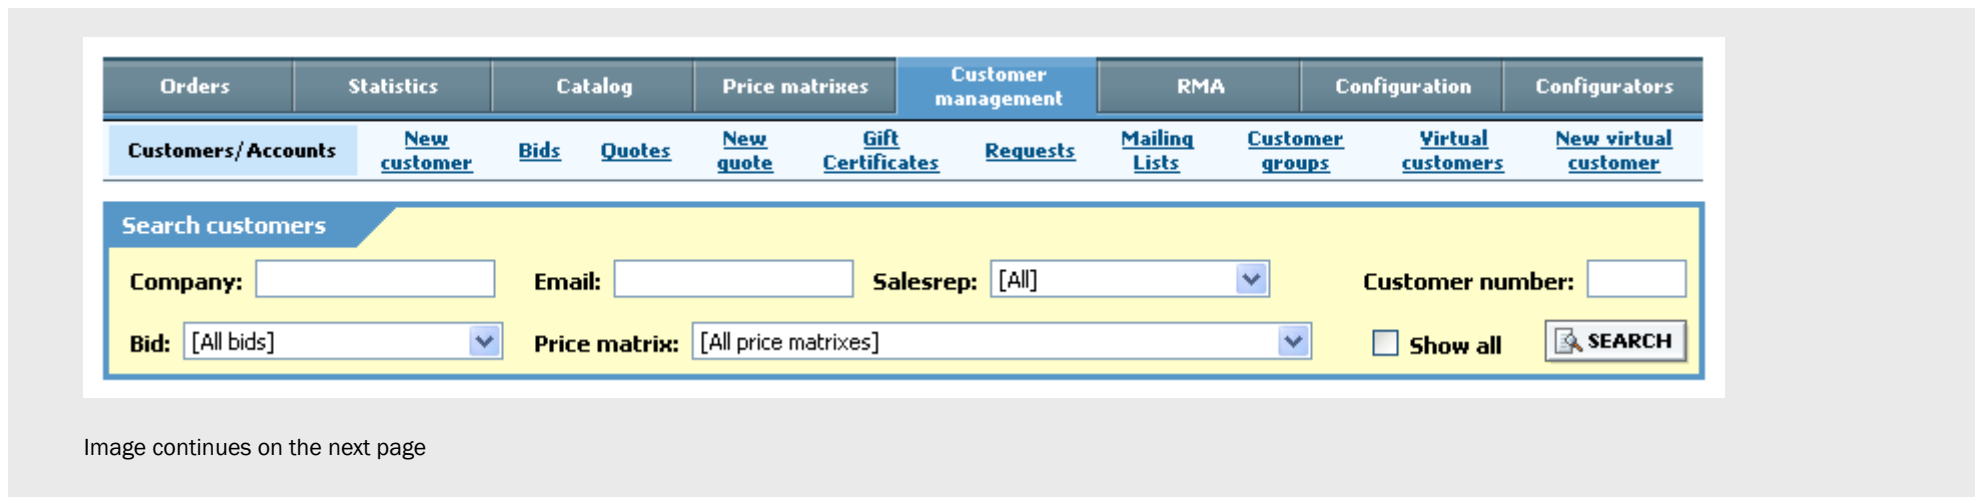 Orders Statistics Catalog Price matrixes Customer management RMA Configuration Configurators
Customers/Accounts New customer Bids Quotes New quote Gift Certificates Requests Mailing Lists Customer groups Virtual customers New virtual customer
Search customers
Company: Email: Salesrep: [All] Customer number:
Bid: [All bids] Price matrix: [All price matrixes] Show all SEARCH
Image continues on the next page